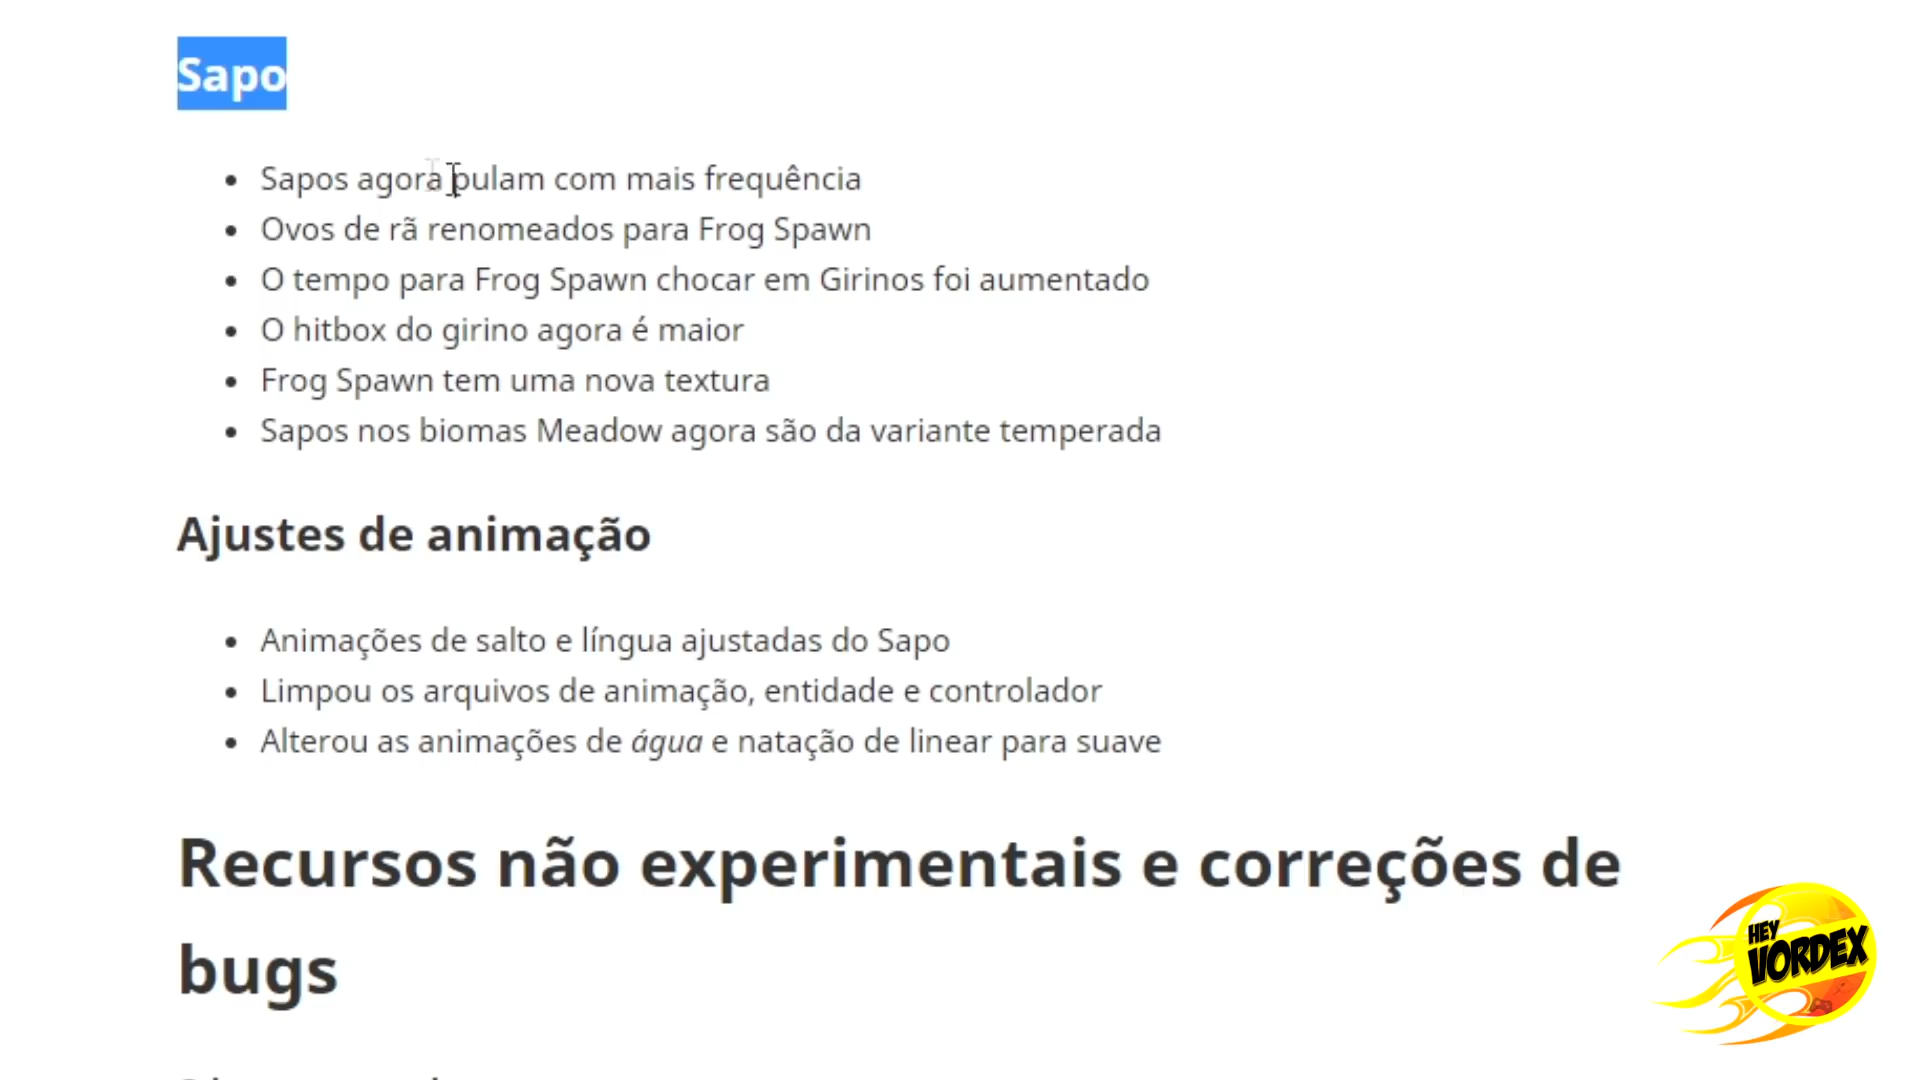 Sapo
Sapos agora pulam com mais frequência
Ovos de rã renomeados para Frog Spawn
O tempo para Frog Spawn chocar em Girinos foi aumentado
O hitbox do girino agora é maior
Frog Spawn tem uma nova textura
Sapos nos biomas Meadow agora são da variante temperada
Ajustes de animação
Animações de salto e língua ajustadas do Sapo
Limpou os arquivos de animação, entidade e controlador
Alterou as animações de água e natação de linear para suave
Recursos não experimentais e correções de
bugs
HEY
VORDEX